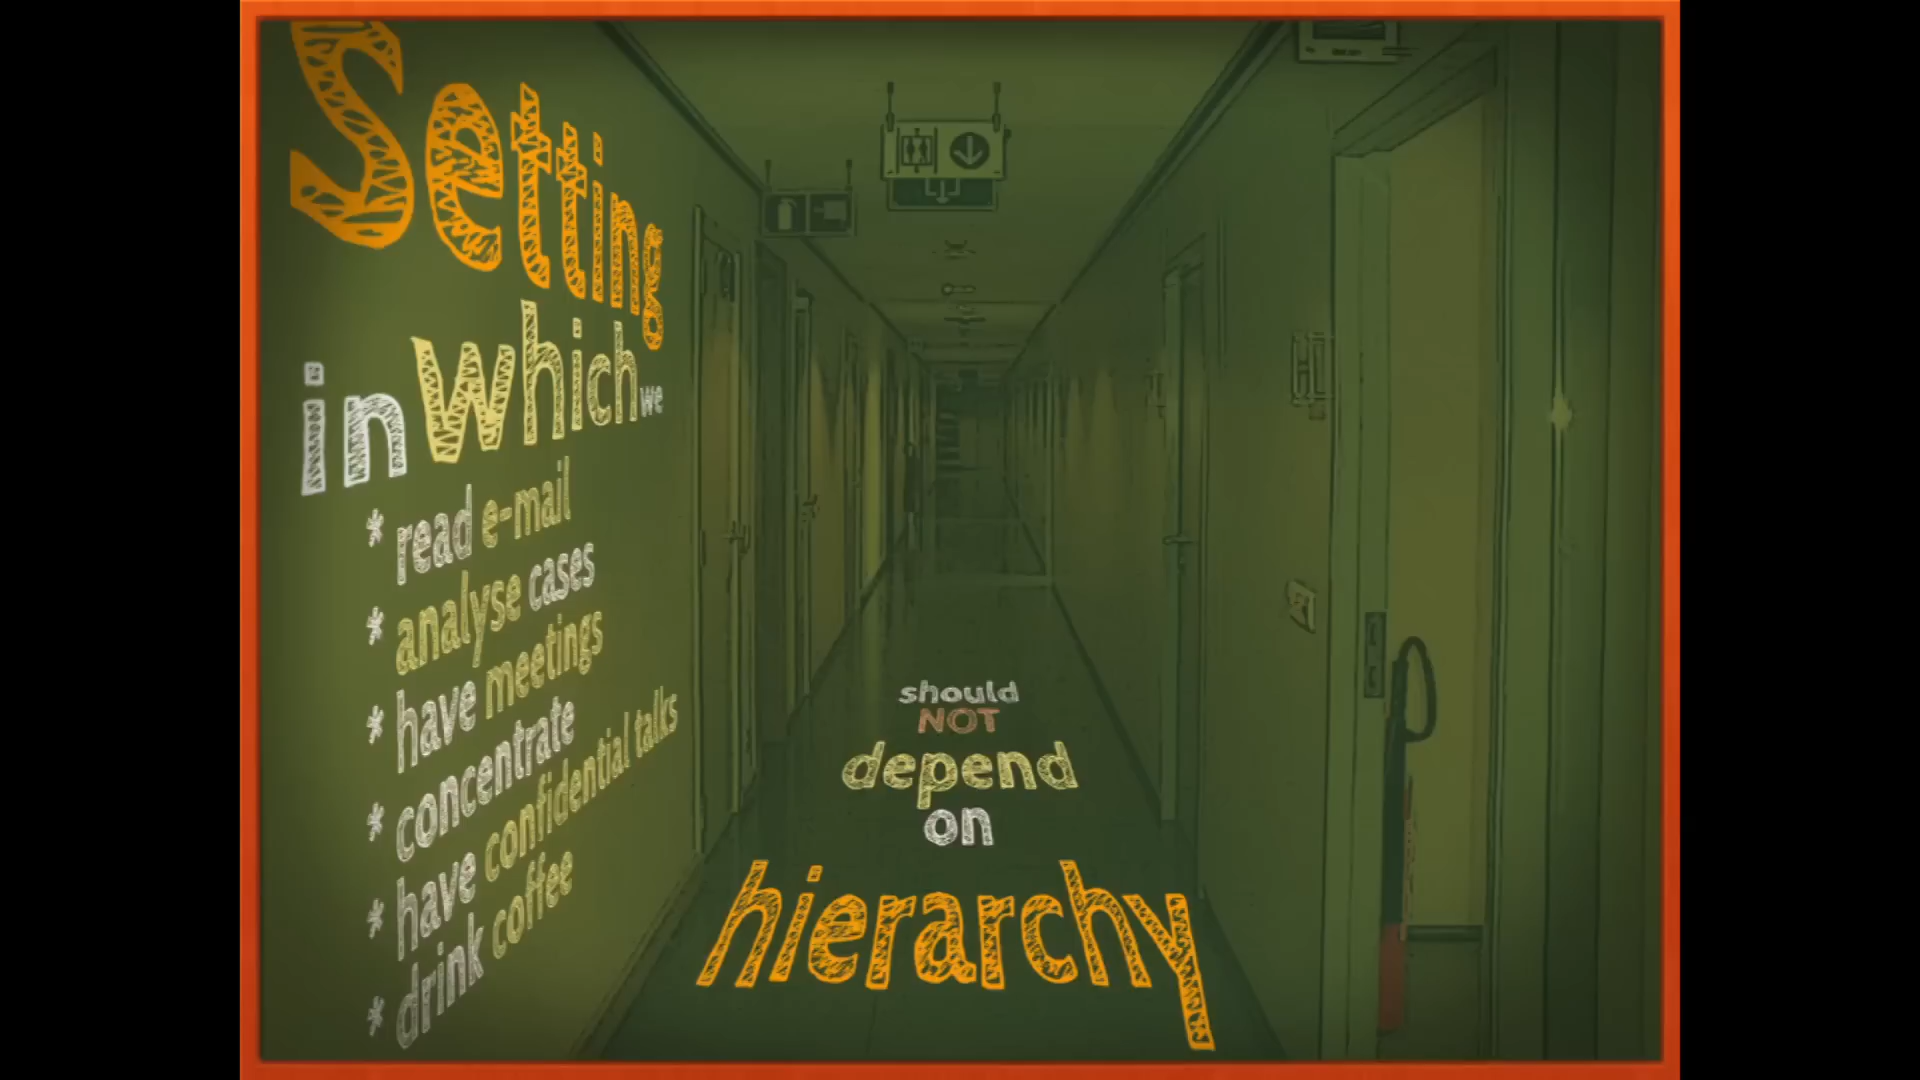 Setting
in which we
* read e-mail
* analyse cases
* have meetings
* concentrate
* have confidential talks
* drink coffee
should
NOT
depend
on
hierarchy